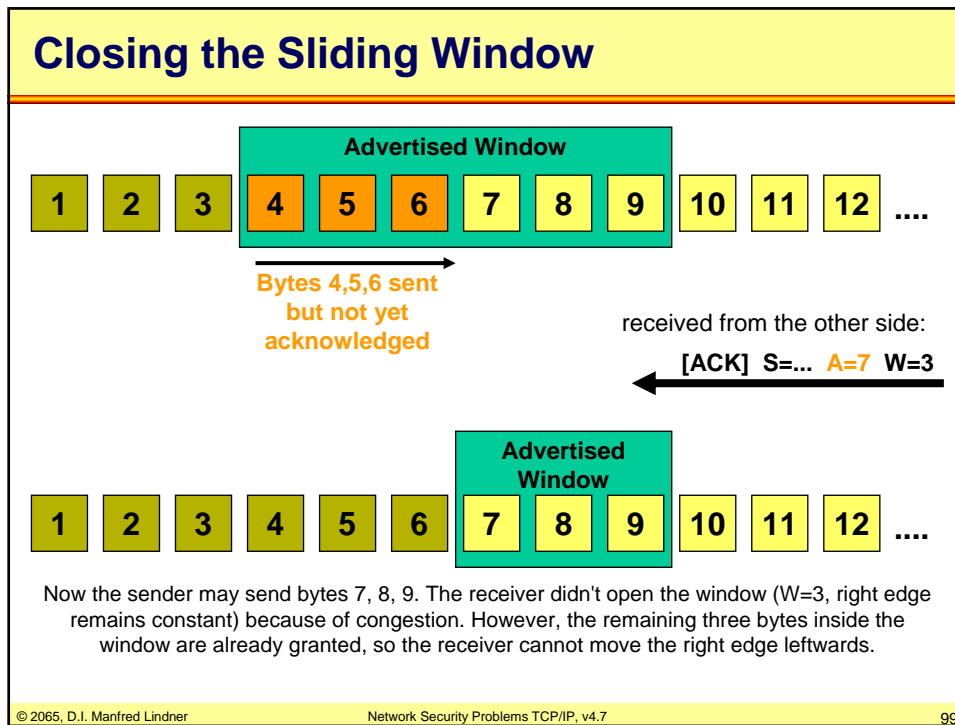 Closing the Sliding Window
Advertised Window
1 2 3 4 5 6 7 8 9 10 11 12 ....
Bytes 4,5,6 sent
but not yet
acknowledged
received from the other side:
[ACK] S=... A=7 W=3
Advertised
Window
1 2 3 4 5 6 7 8 9 10 11 12 ....
Now the sender may send bytes 7, 8, 9. The receiver didn't open the window (W=3, right edge
remains constant) because of congestion. However, the remaining three bytes inside the
window are already granted, so the receiver cannot move the right edge leftwards.
© 2065, D.I. Manfred Lindner Network Security Problems TCP/IP, v4.7 99